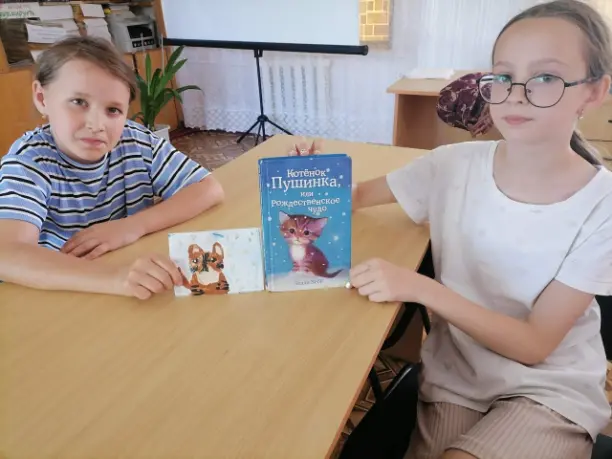 Котёнок
Пушинка,
или
Рождественское
чудо